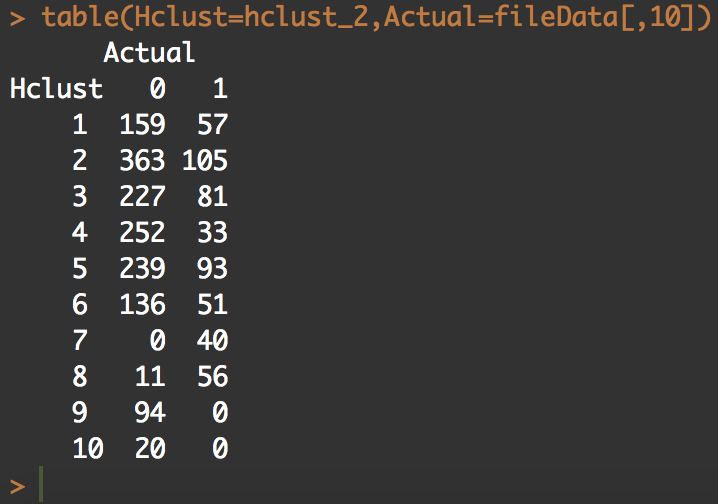 > table(Hclust=hclust_2,Actual=fileData[,10])
Actual
Hclust 0 1
1 159 57
2 363 105
3 227 81
4 252 33
5 239 93
6 136 51
7 0 40
8 11 56
9 94 0
10 20 0
>